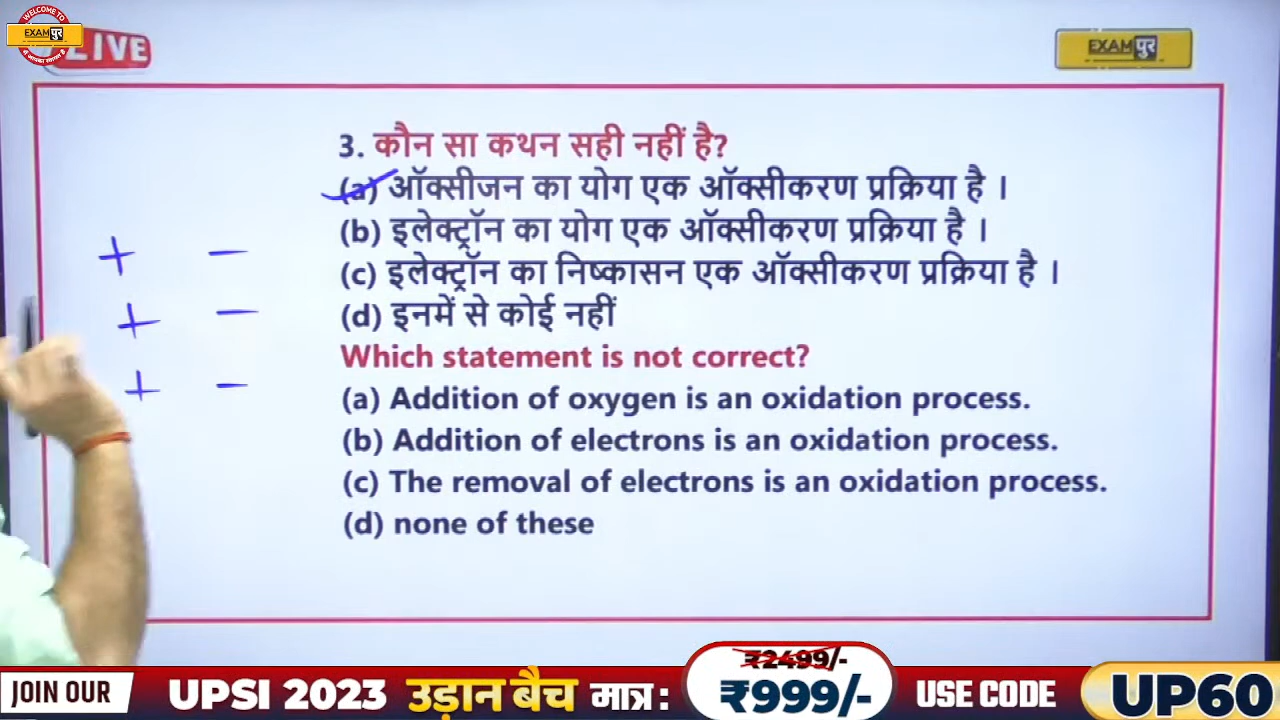 WELCOME TO
EXAMपुर
LIVE
EXAMपुर
3. कौन सा कथन सही नहीं है?
(a) ऑक्सीजन का योग एक ऑक्सीकरण प्रक्रिया है ।
(b) इलेक्ट्रॉन का योग एक ऑक्सीकरण प्रक्रिया है ।
(c) इलेक्ट्रॉन का निष्कासन एक ऑक्सीकरण प्रक्रिया है ।
(d) इनमें से कोई नहीं
+ −
+ −
+ −
Which statement is not correct?
(a) Addition of oxygen is an oxidation process.
(b) Addition of electrons is an oxidation process.
(c) The removal of electrons is an oxidation process.
(d) none of these
JOIN OUR UPSI 2023 उड़ान बैच मात्र : ₹2499/- ₹999/- USE CODE UP60